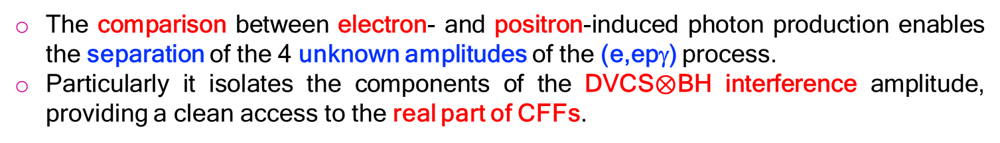 ○ The comparison between electron- and positron-induced photon production enables
the separation of the 4 unknown amplitudes of the (e,epγ) process.
○ Particularly it isolates the components of the DVCS⊗BH interference amplitude,
providing a clean access to the real part of CFFs.